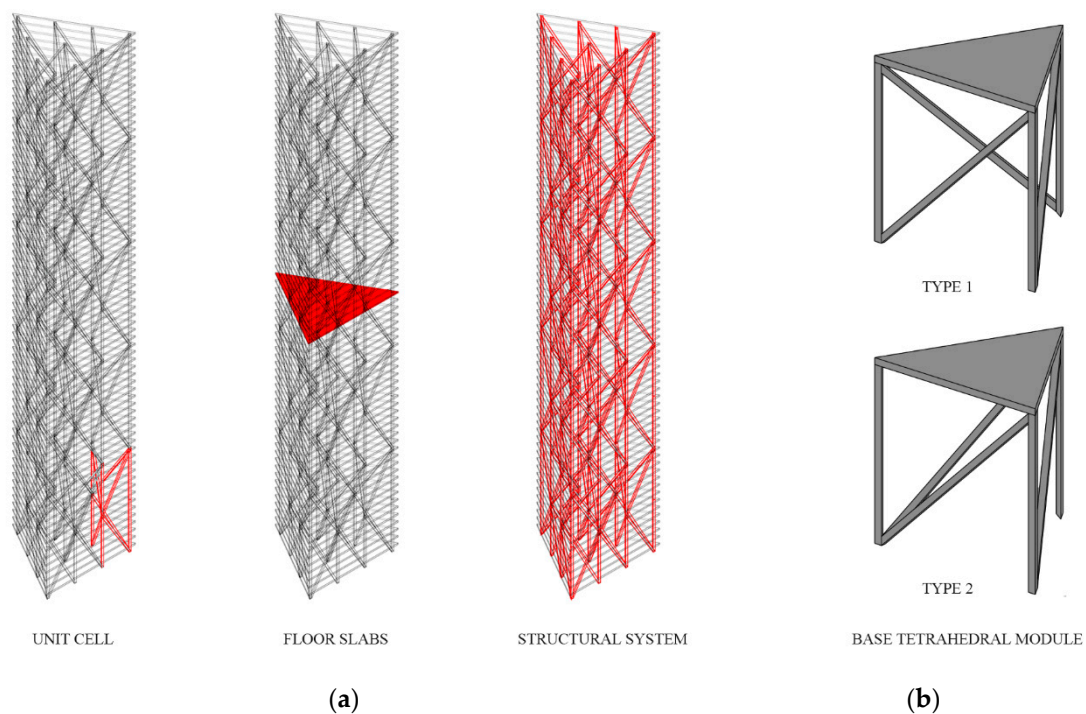 TYPE 1
TYPE 2
UNIT CELL
FLOOR SLABS
STRUCTURAL SYSTEM
BASE TETRAHEDRAL MODULE
(a)
(b)